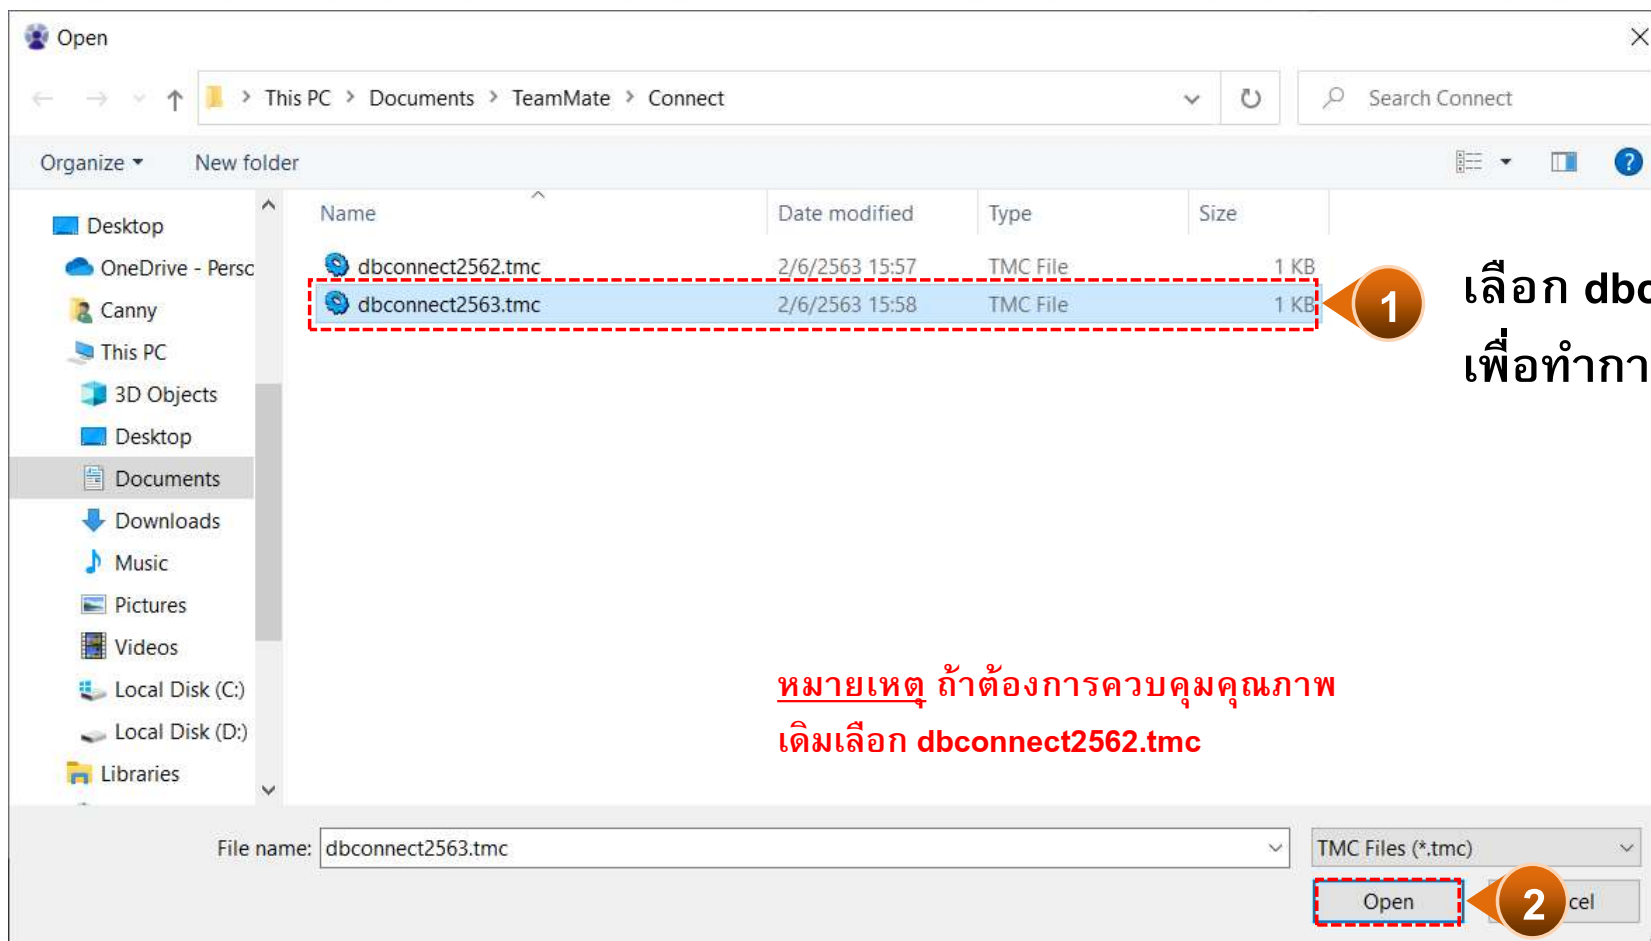 Open
This PC > Documents > TeamMate > Connect
Search Connect
Organize
New folder
Name
Date modified
Type
Size
dbconnect2562.tmc 2/6/2563 15:57 TMC File 1 KB
dbconnect2563.tmc 2/6/2563 15:58 TMC File 1 KB
1
เลือก dbc
เพื่อทำกา
Desktop
OneDrive - Perso
Canny
This PC
3D Objects
Desktop
Documents
Downloads
Music
Pictures
Videos
Local Disk (C:)
Local Disk (D:)
Libraries
หมายเหตุ ถ้าต้องการควบคุมคุณภาพ
เดิมเลือก dbconnect2562.tmc
File name: dbconnect2563.tmc
TMC Files (*.tmc)
Open
2
cel